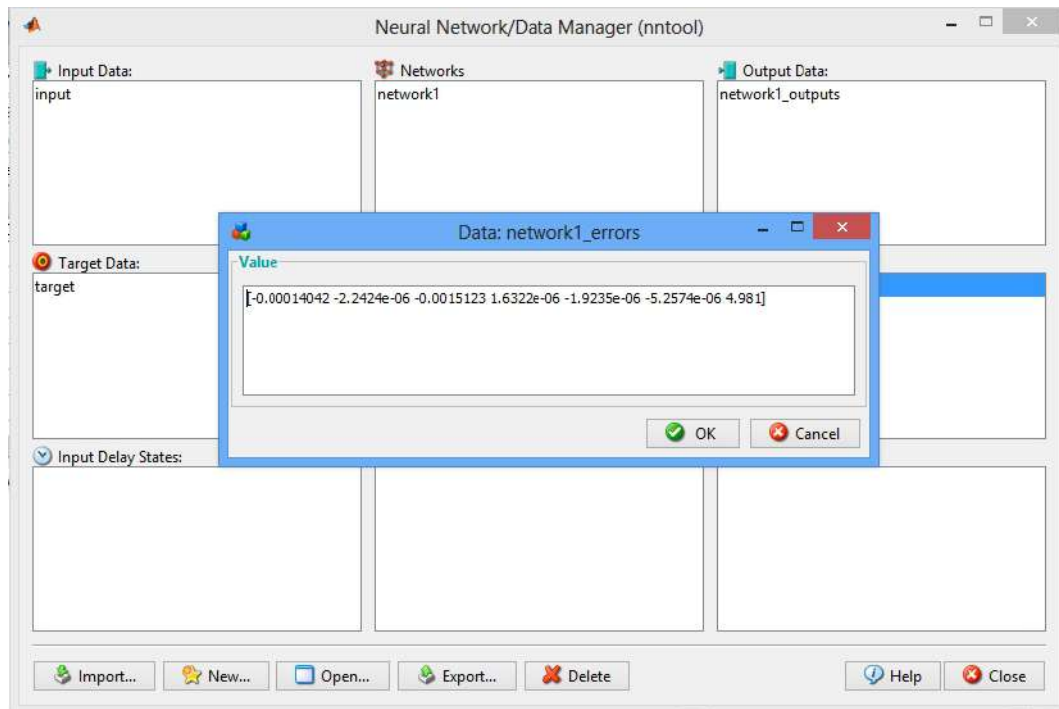 Neural Network/Data Manager (nntool)
Input Data:
input
Networks
network1
Output Data:
network1_outputs
Target Data:
target
Data: network1_errors
Value
[-0.00014042 -2.2424e-06 -0.0015123 1.6322e-06 -1.9235e-06 -5.2574e-06 4.981]
OK
Cancel
Input Delay States:
Import...
New...
Open...
Export...
Delete
Help
Close